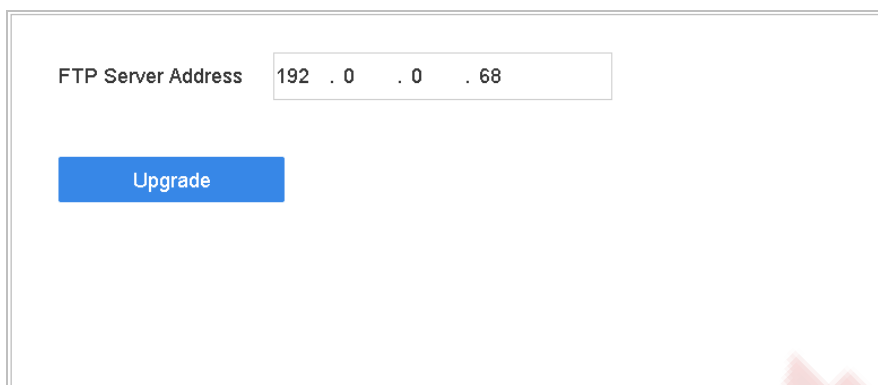 FTP Server Address 192 . 0 . 0 . 68
Upgrade